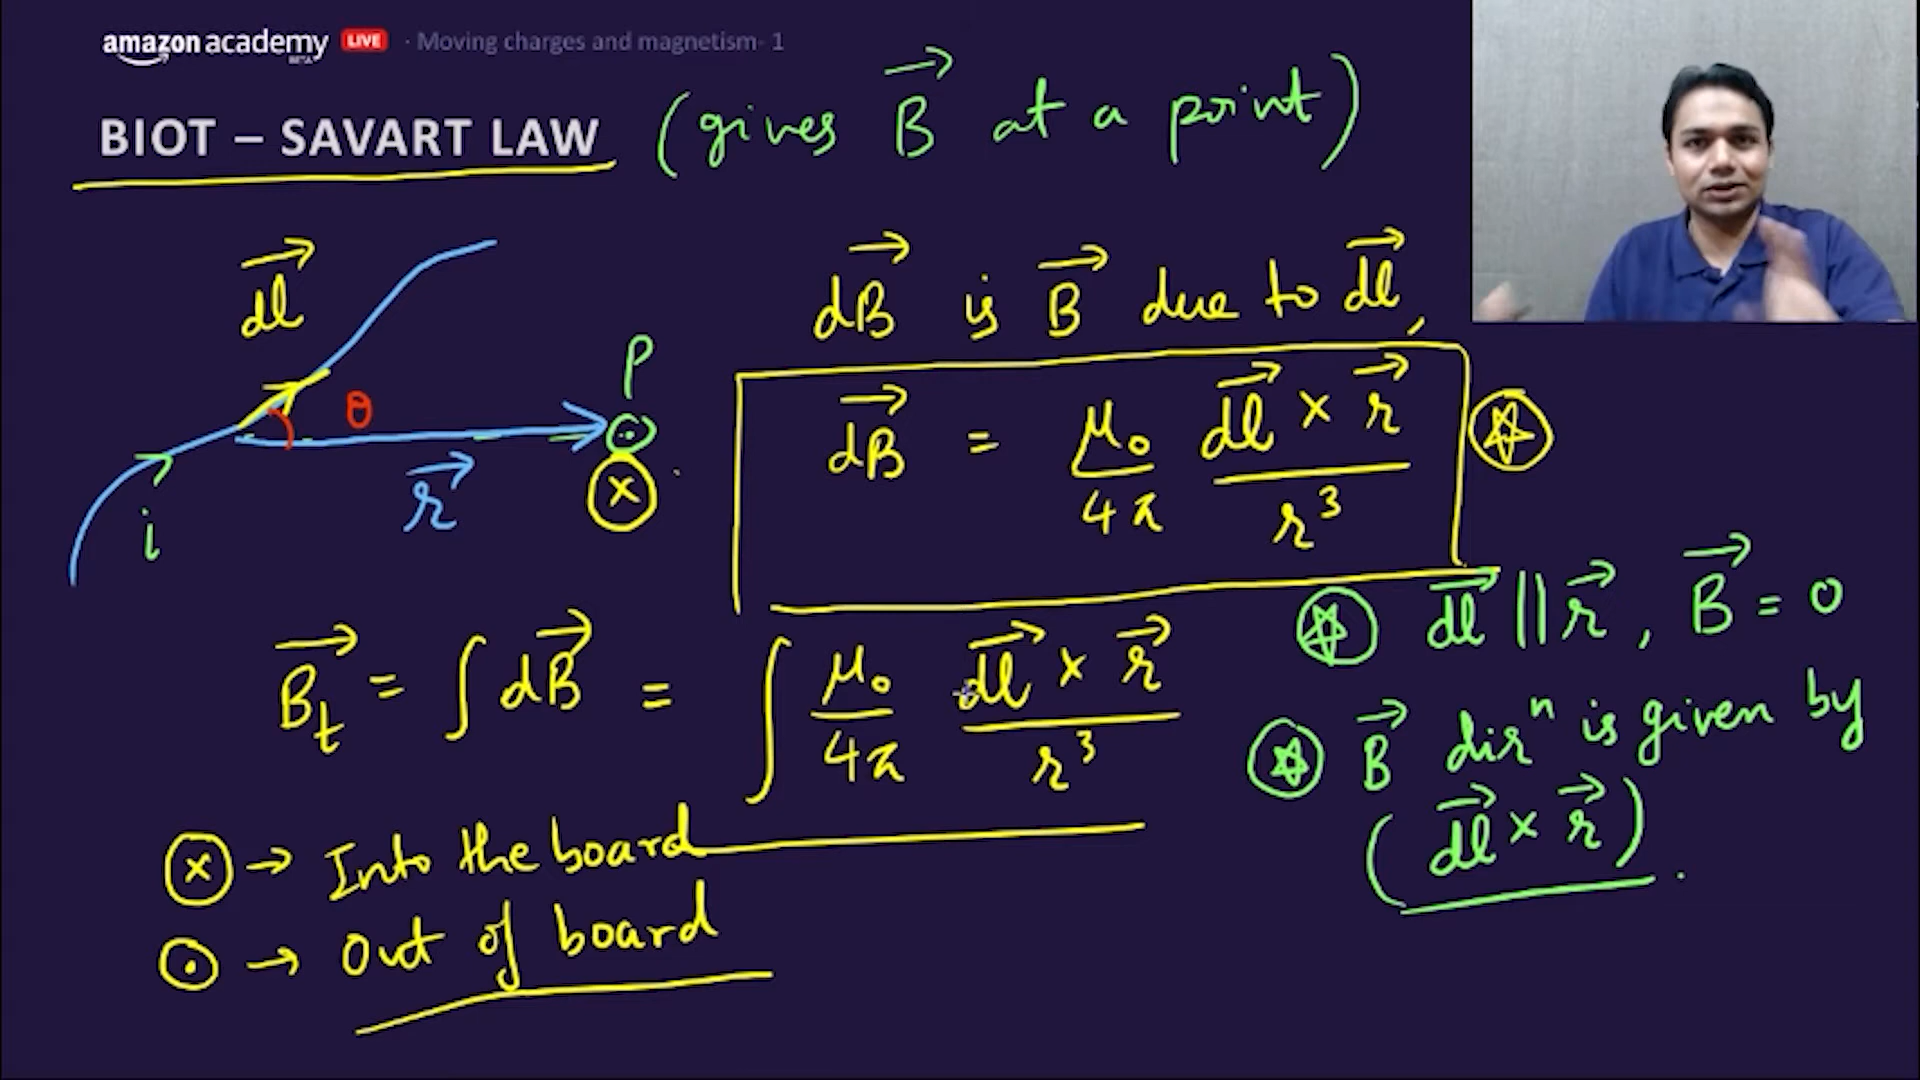 amazon academy LIVE · Moving charges and magnetism- 1
BETA
BIOT – SAVART LAW (gives B⃗ at a point)
dl⃗
θ
P
r⃗
i
dB⃗ is B⃗ due to dl⃗,
dB⃗ = μ₀/4π (dl⃗ × r⃗)/r³
B⃗t = ∫ dB⃗ = ∫ μ₀/4π (dl⃗ × r⃗)/r³
dl⃗ || r⃗, B⃗ = 0
B⃗ dirⁿ is given by
(dl⃗ × r⃗).
ⓧ → Into the board
⊙ → Out of board